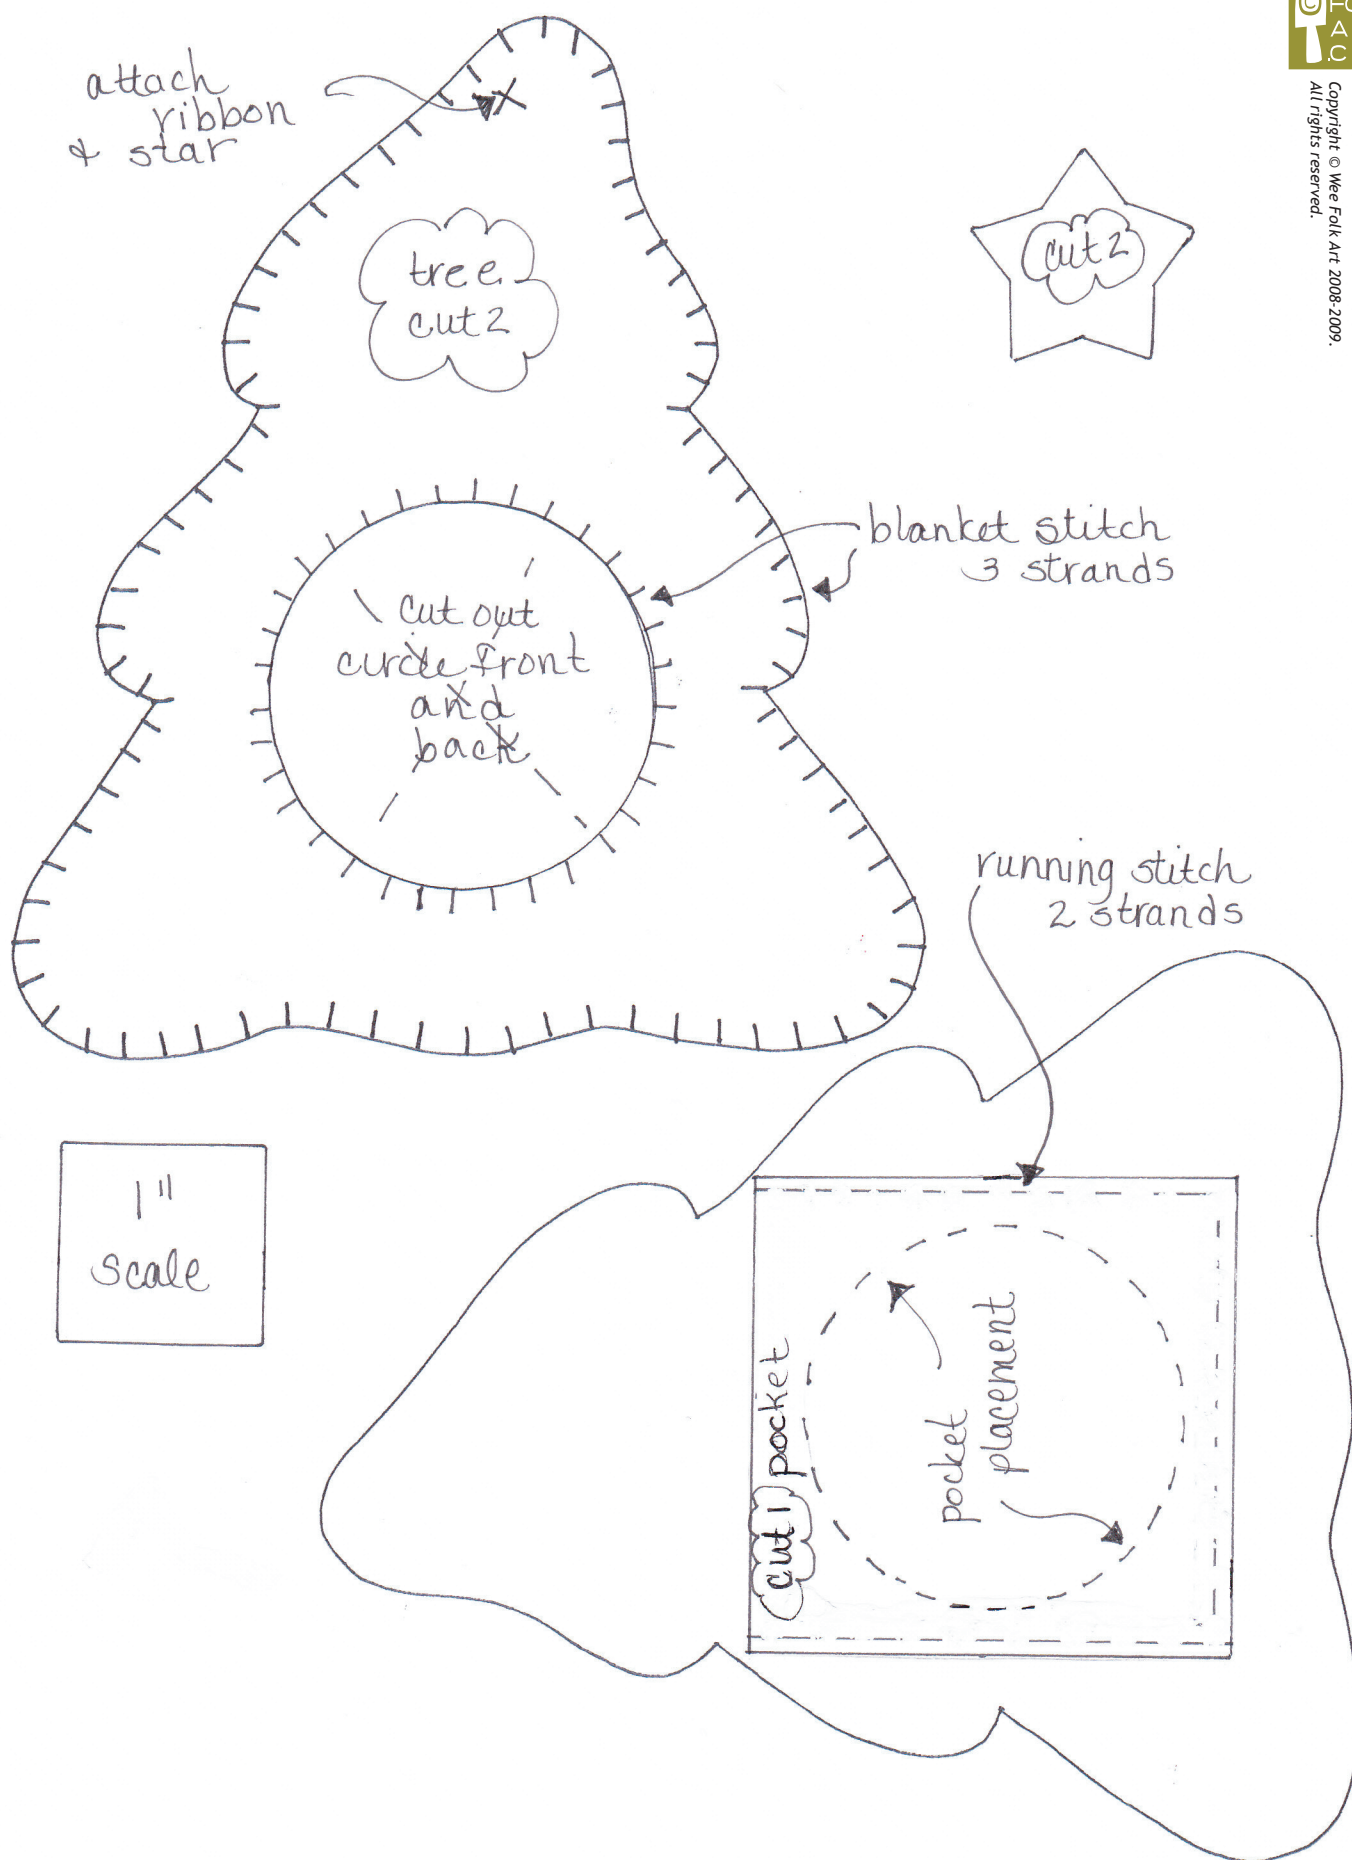 attach
ribbon
& star
tree
cut 2
cut 2
Copyright © Wee Folk Art 2008-2009.
All rights reserved.
blanket stitch
3 strands
cut out
circle front
and
back
running stitch
2 strands
1"
scale
cut 1 pocket
pocket
placement